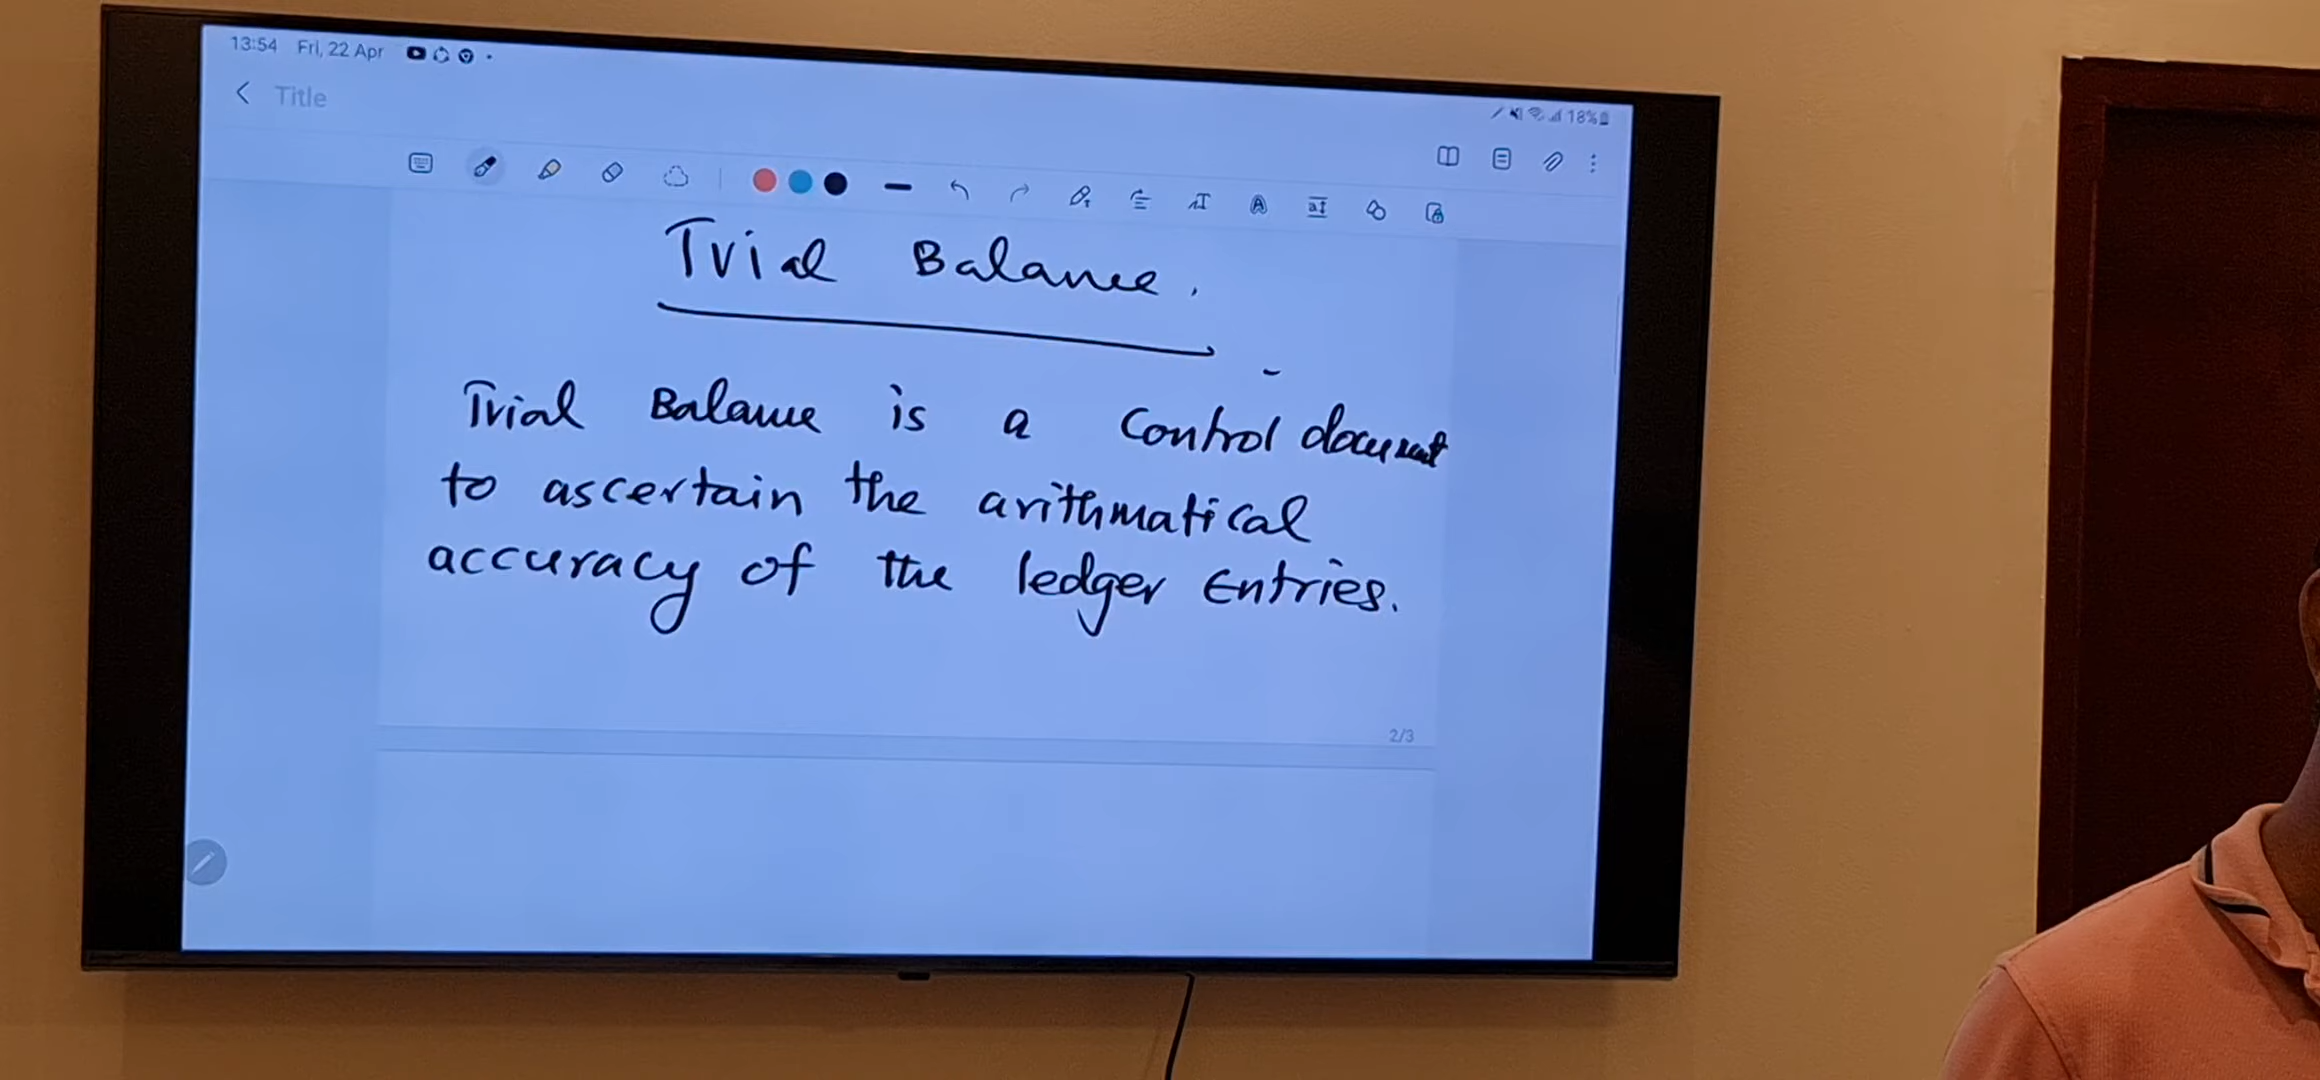 13:54 Fri, 22 Apr
18%
Title
Trial Balance.
Trial Balance is a Control document
to ascertain the arithmatical
accuracy of the ledger Entries.
2/3